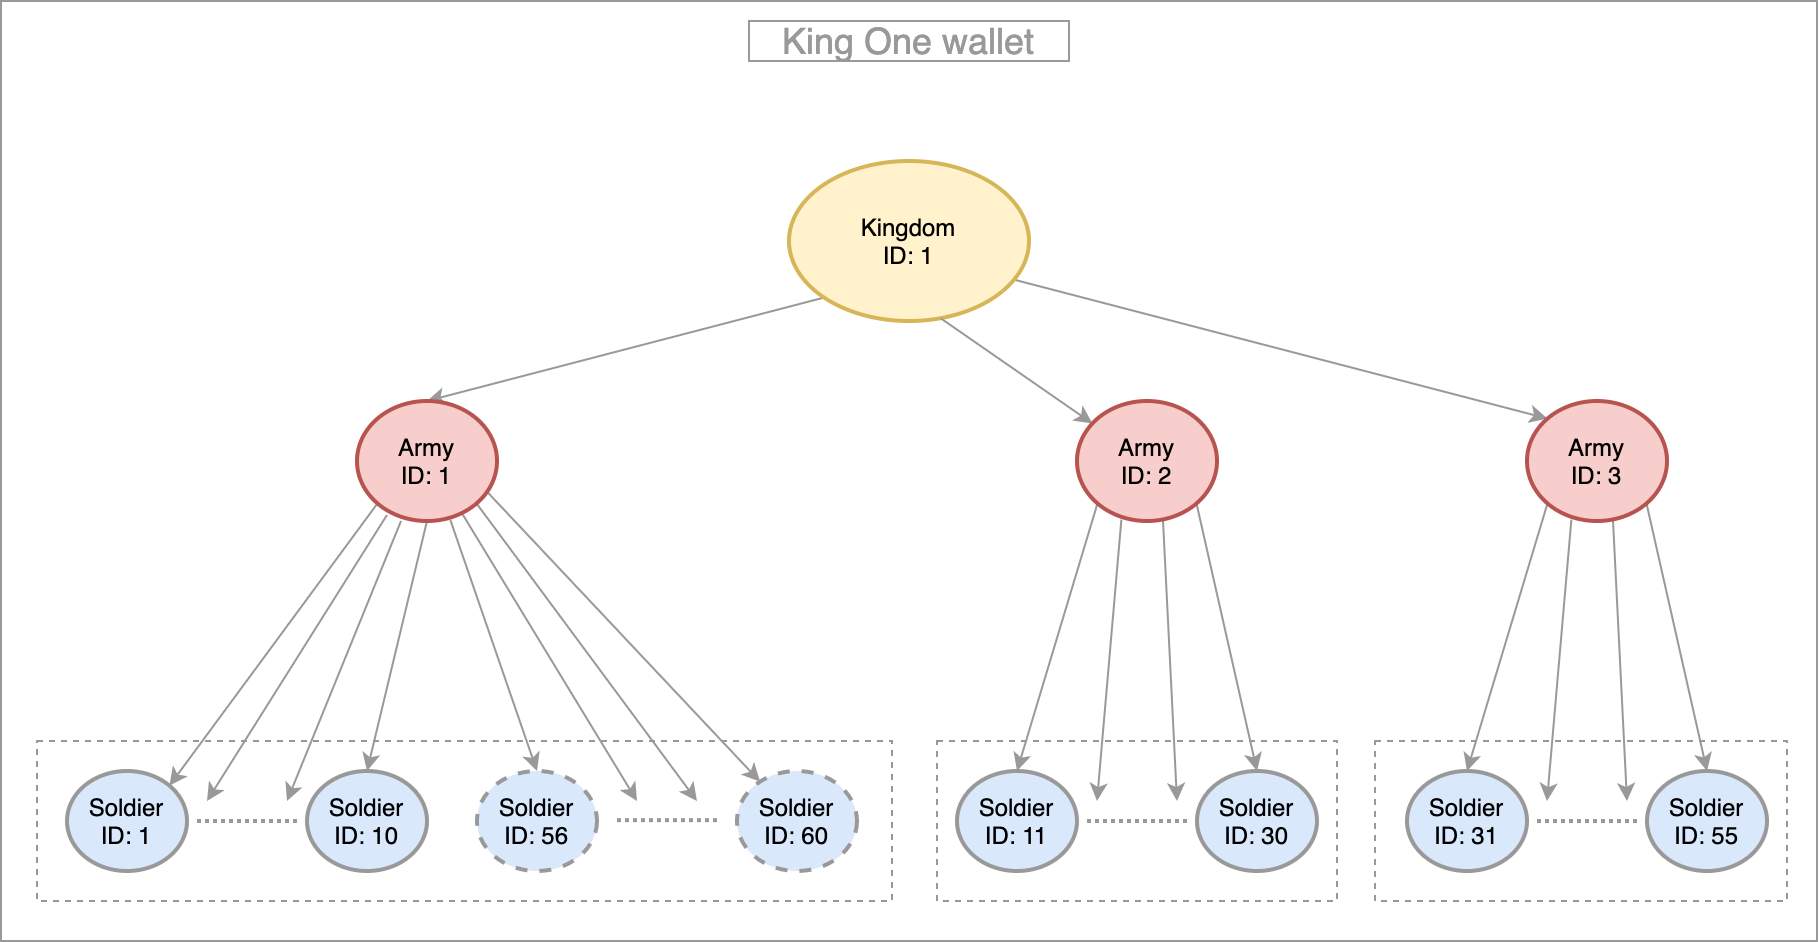 King One wallet
Kingdom
ID: 1
Army
ID: 1
Army
ID: 2
Army
ID: 3
Soldier
ID: 1
Soldier
ID: 10
Soldier
ID: 56
Soldier
ID: 60
Soldier
ID: 11
Soldier
ID: 30
Soldier
ID: 31
Soldier
ID: 55